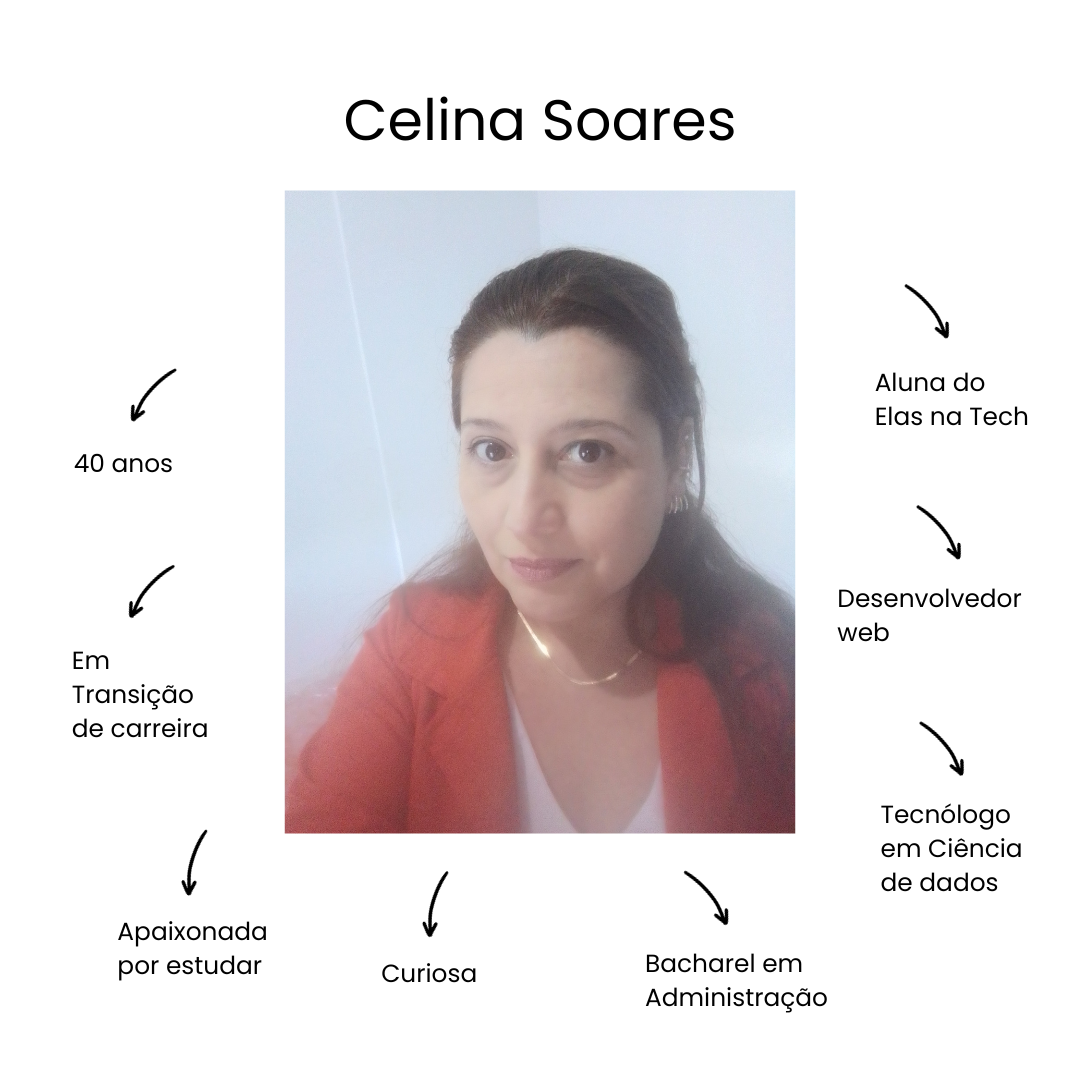 Celina Soares
40 anos
Em
Transição
de carreira
Apaixonada
por estudar
Curiosa
Bacharel em
Administração
Aluna do
Elas na Tech
Desenvolvedor
web
Tecnólogo
em Ciência
de dados